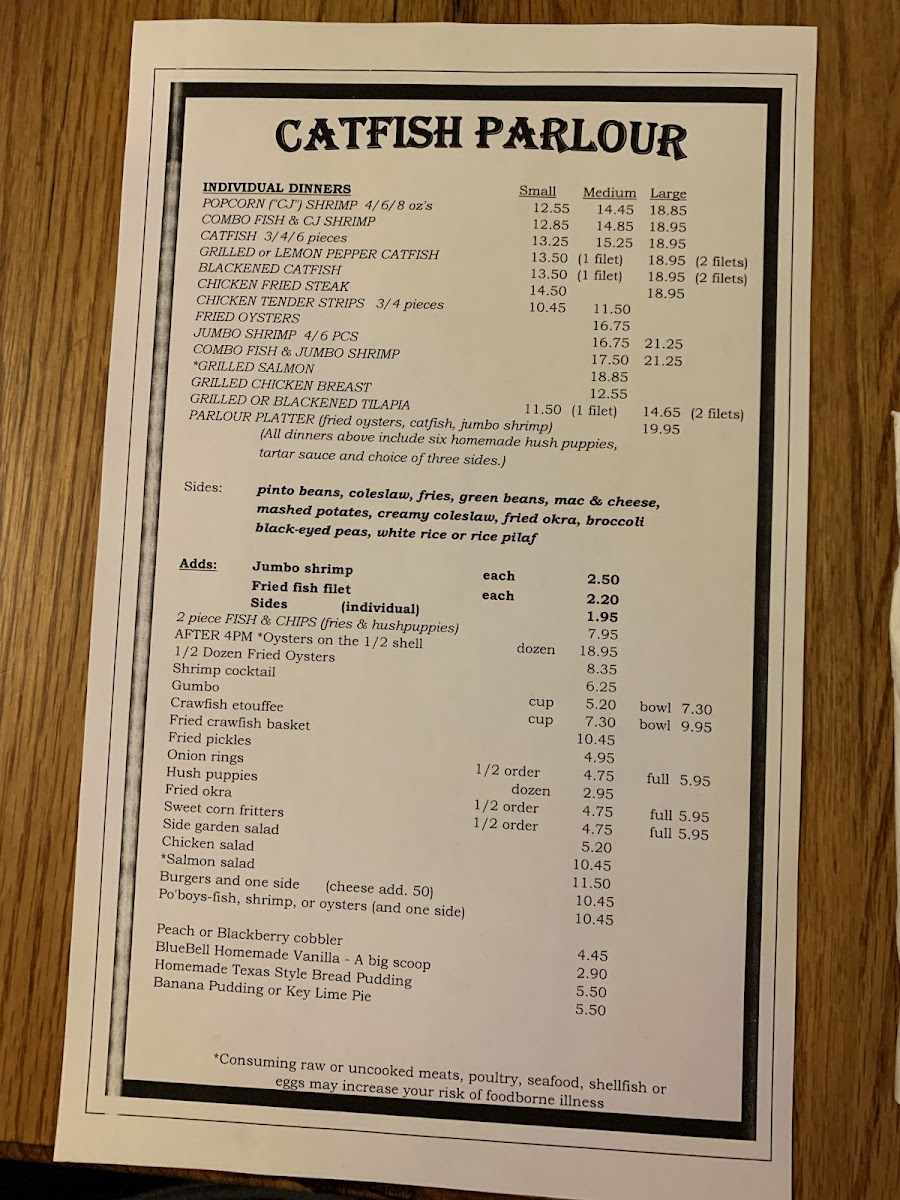 CATFISH PARLOUR
INDIVIDUAL DINNERS Small Medium Large
POPCORN ("CJ") SHRIMP 4/6/8 oz's 12.55 14.45 18.85
COMBO FISH & CJ SHRIMP 12.85 14.85 18.95
CATFISH 3/4/6 pieces 13.25 15.25 18.95
GRILLED or LEMON PEPPER CATFISH 13.50 (1 filet) 18.95 (2 filets)
BLACKENED CATFISH 13.50 (1 filet) 18.95 (2 filets)
CHICKEN FRIED STEAK 14.50 18.95
CHICKEN TENDER STRIPS 3/4 pieces 10.45 11.50
FRIED OYSTERS 16.75
JUMBO SHRIMP 4/6 PCS 16.75 21.25
COMBO FISH & JUMBO SHRIMP 17.50 21.25
*GRILLED SALMON 18.85
GRILLED CHICKEN BREAST 12.55
GRILLED OR BLACKENED TILAPIA 11.50 (1 filet) 14.65 (2 filets)
PARLOUR PLATTER (fried oysters, catfish, jumbo shrimp) 19.95
(All dinners above include six homemade hush puppies,
tartar sauce and choice of three sides.)
Sides: pinto beans, coleslaw, fries, green beans, mac & cheese,
mashed potates, creamy coleslaw, fried okra, broccoli
black-eyed peas, white rice or rice pilaf
Adds: Jumbo shrimp each 2.50
Fried fish filet each 2.20
Sides (individual) 1.95
2 piece FISH & CHIPS (fries & hushpuppies) 7.95
AFTER 4PM *Oysters on the 1/2 shell dozen 18.95
1/2 Dozen Fried Oysters 8.35
Shrimp cocktail 6.25
Gumbo cup 5.20 bowl 7.30
Crawfish etouffee cup 7.30 bowl 9.95
Fried crawfish basket 10.45
Fried pickles 4.95
Onion rings 1/2 order 4.75 full 5.95
Hush puppies dozen 2.95
Fried okra 1/2 order 4.75 full 5.95
Sweet corn fritters 1/2 order 4.75 full 5.95
Side garden salad 5.20
Chicken salad 10.45
*Salmon salad 11.50
Burgers and one side (cheese add. 50) 10.45
Po'boys-fish, shrimp, or oysters (and one side) 10.45
Peach or Blackberry cobbler 4.45
BlueBell Homemade Vanilla - A big scoop 2.90
Homemade Texas Style Bread Pudding 5.50
Banana Pudding or Key Lime Pie 5.50
*Consuming raw or uncooked meats, poultry, seafood, shellfish or
eggs may increase your risk of foodborne illness